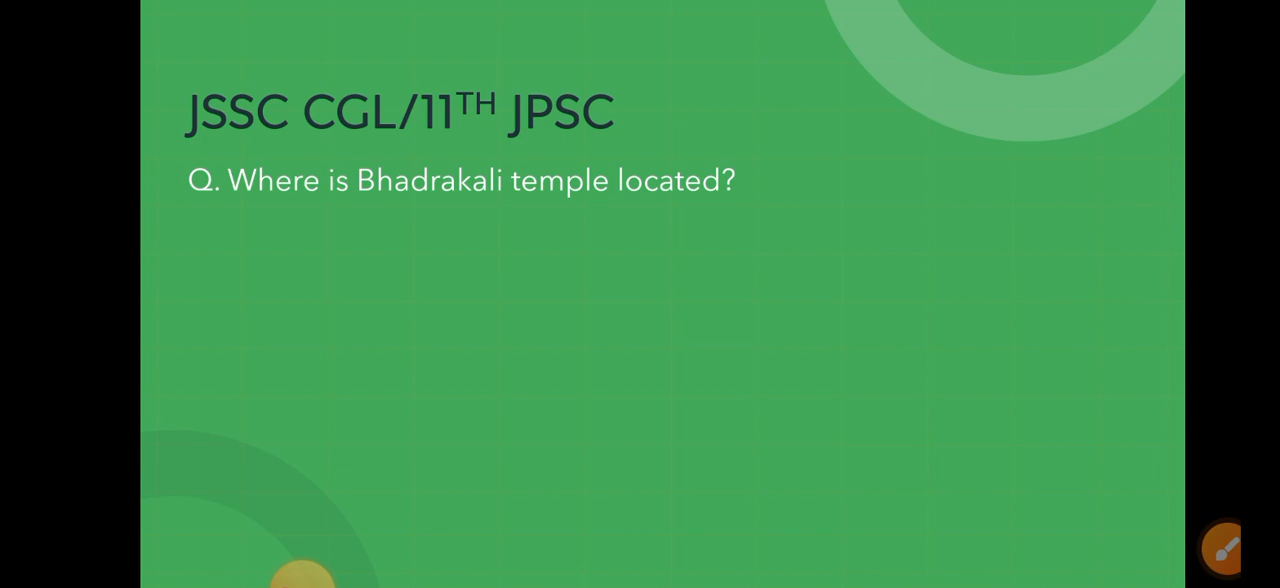 JSSC CGL/11TH JPSC
Q. Where is Bhadrakali temple located?